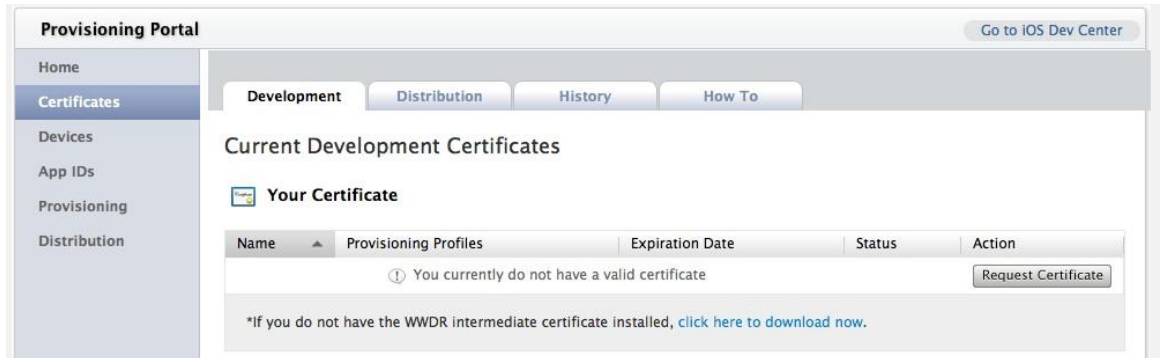 Provisioning Portal
Go to iOS Dev Center
Home
Certificates
Devices
App IDs
Provisioning
Distribution
Development
Distribution
History
How To
Current Development Certificates
Your Certificate
Name
Provisioning Profiles
Expiration Date
Status
Action
You currently do not have a valid certificate
Request Certificate
*If you do not have the WWDR intermediate certificate installed, click here to download now.